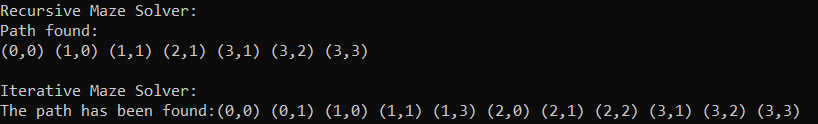 Recursive Maze Solver:
Path found:
(0,0) (1,0) (1,1) (2,1) (3,1) (3,2) (3,3)
Iterative Maze Solver:
The path has been found:(0,0) (0,1) (1,0) (1,1) (1,3) (2,0) (2,1) (2,2) (3,1) (3,2) (3,3)